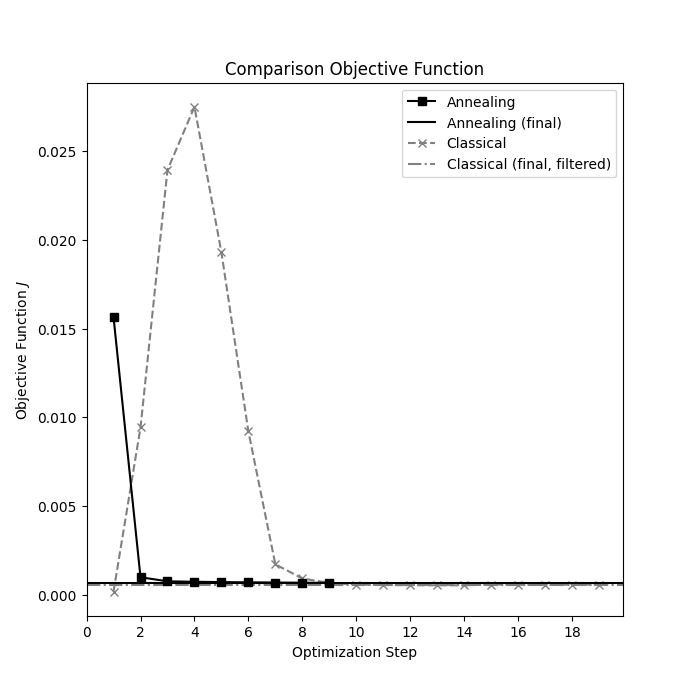 Comparison Objective Function
Annealing
Annealing (final)
Classical
Classical (final, filtered)
Objective Function J
0.025
0.020
0.015
0.010
0.005
0.000
0 2 4 6 8 10 12 14 16 18
Optimization Step